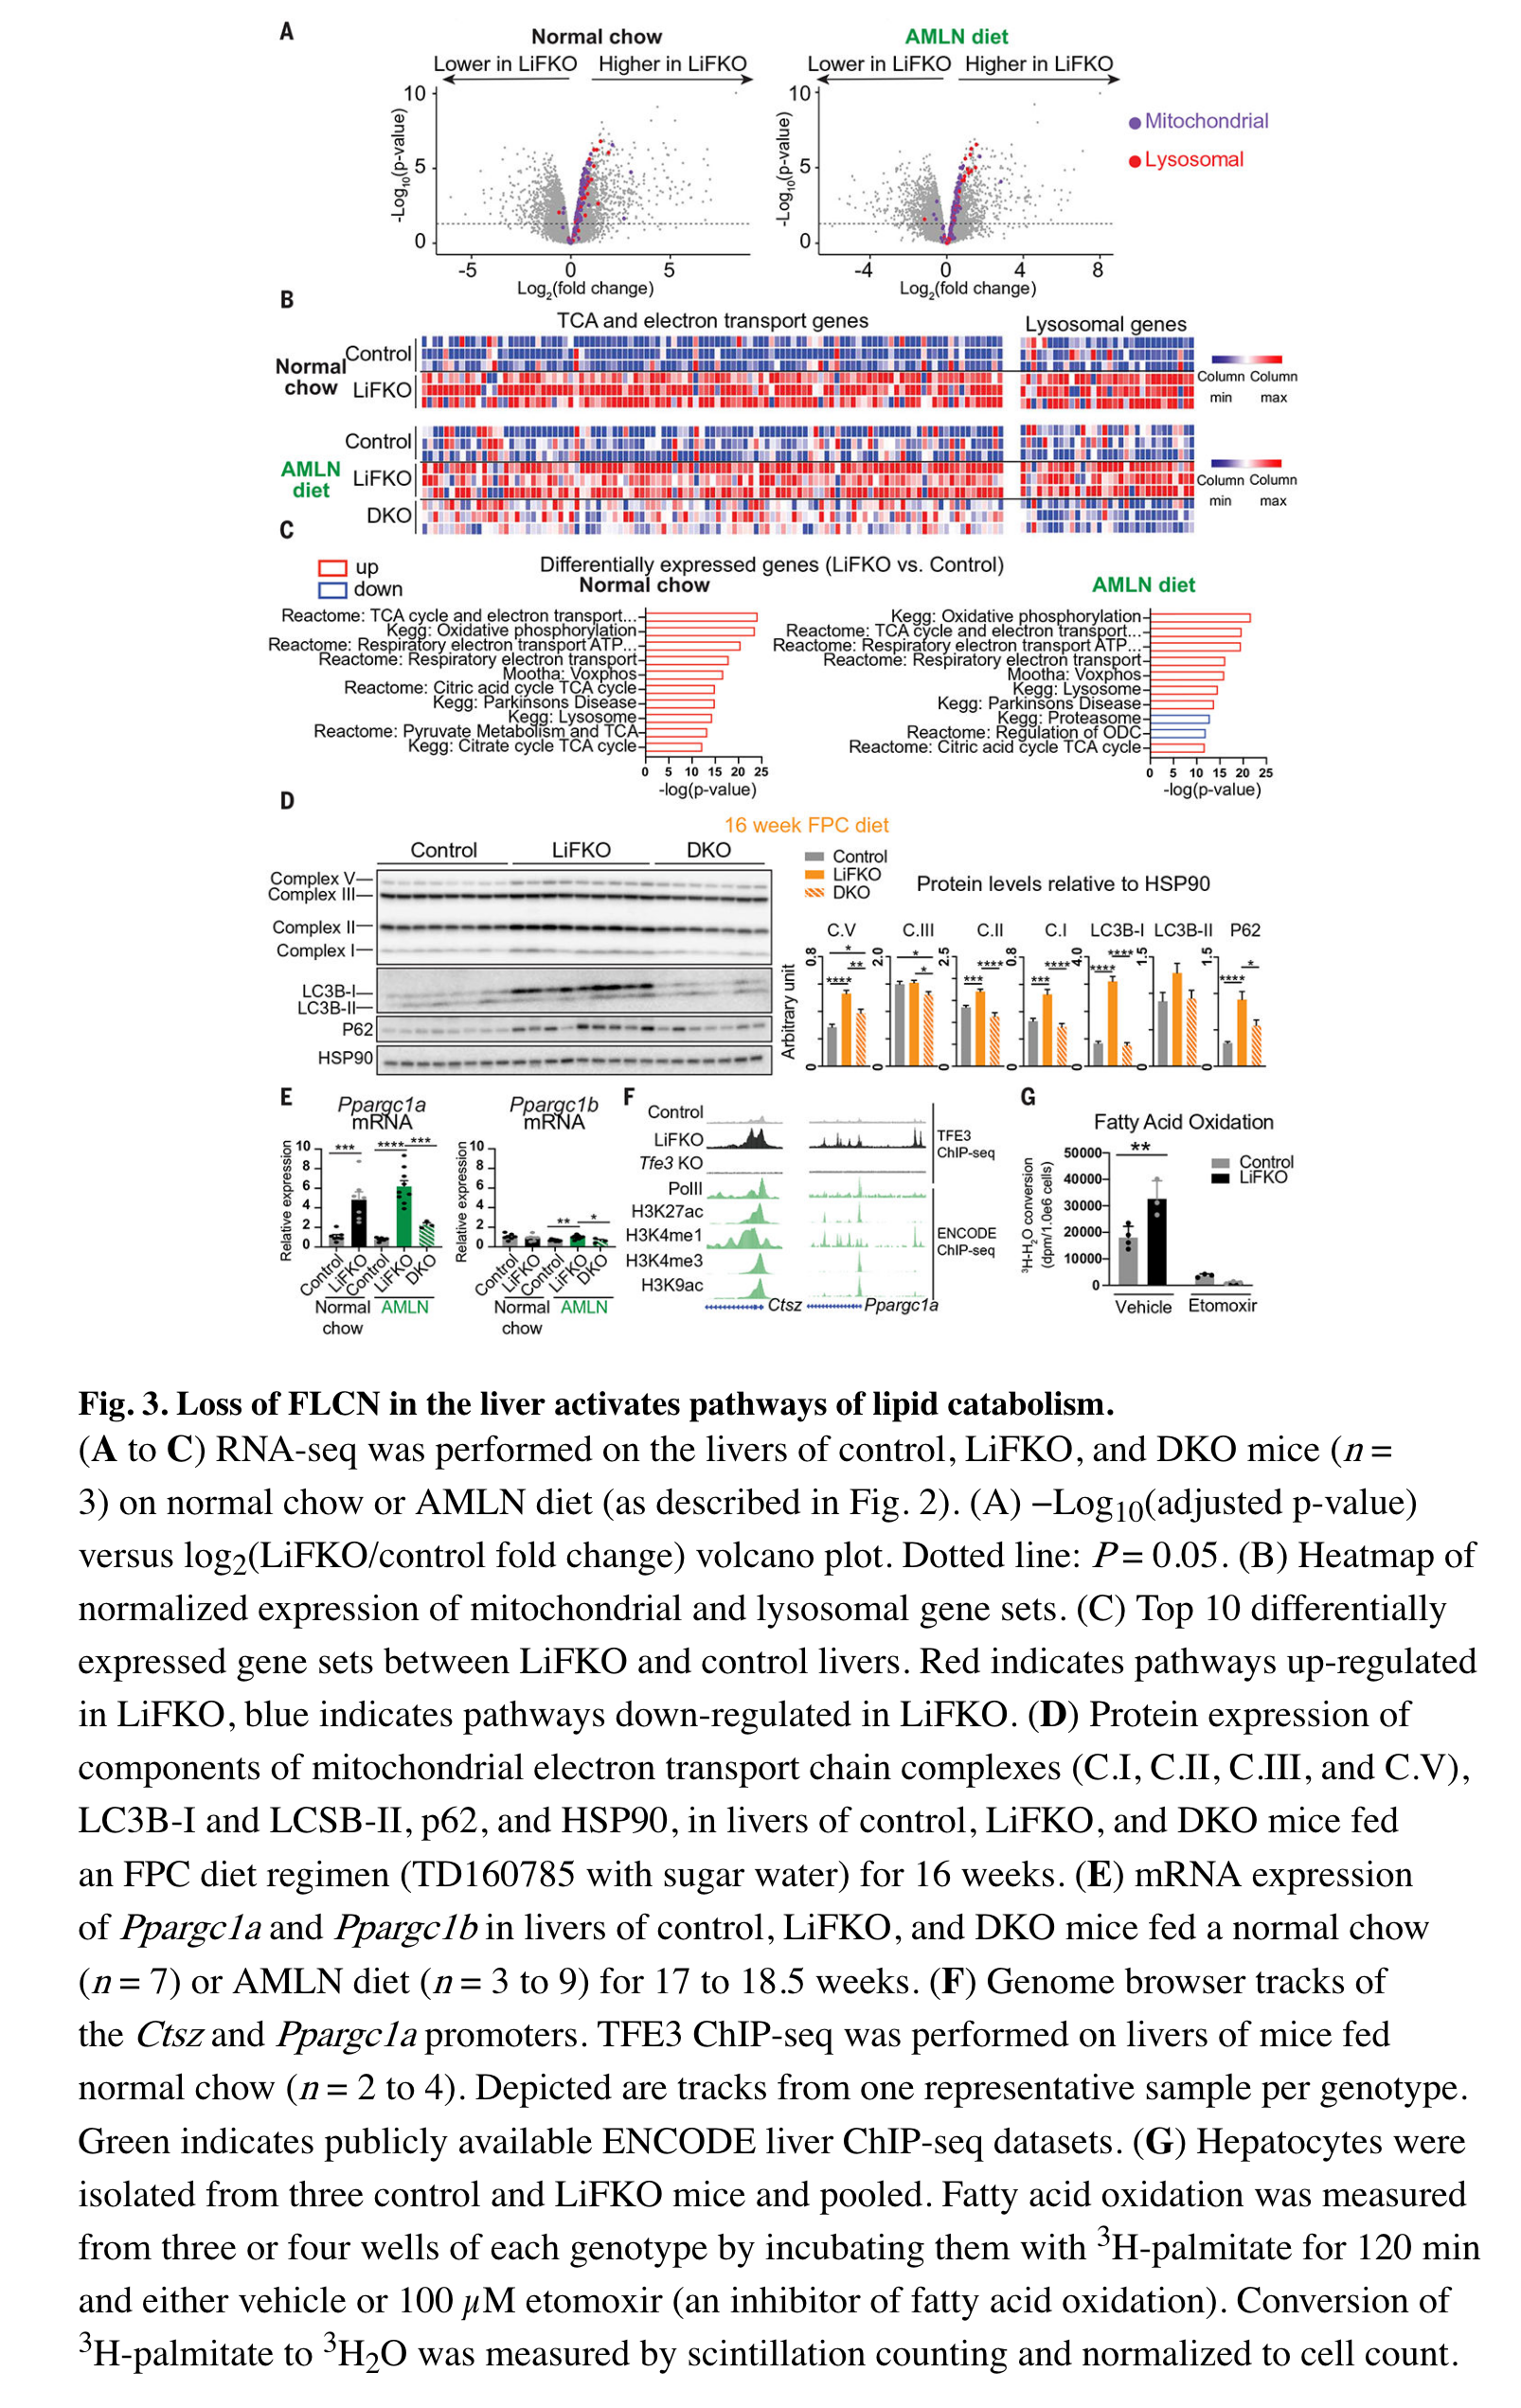 A
Normal chow
AMLN diet
Lower in LiFKO Higher in LiFKO
Lower in LiFKO Higher in LiFKO
10
5
0
-Log10(p-value)
-5 0 5
Log2(fold change)
10
5
0
-Log10(p-value)
-4 0 4 8
Log2(fold change)
Mitochondrial
Lysosomal
B
TCA and electron transport genes
Lysosomal genes
Normal chow
Control
LiFKO
Column min
Column max
AMLN diet
Control
LiFKO
DKO
Column min
Column max
C
up
down
Differentially expressed genes (LiFKO vs. Control)
Normal chow
AMLN diet
Reactome: TCA cycle and electron transport...
Kegg: Oxidative phosphorylation
Reactome: Respiratory electron transport ATP...
Reactome: Respiratory electron transport
Mootha: Voxphos
Reactome: Citric acid cycle TCA cycle
Kegg: Parkinsons Disease
Kegg: Lysosome
Reactome: Pyruvate Metabolism and TCA
Kegg: Citrate cycle TCA cycle
0 5 10 15 20 25
-log(p-value)
Kegg: Oxidative phosphorylation
Reactome: TCA cycle and electron transport...
Reactome: Respiratory electron transport ATP...
Reactome: Respiratory electron transport
Mootha: Voxphos
Kegg: Lysosome
Kegg: Parkinsons Disease
Kegg: Proteasome
Reactome: Regulation of ODC
Reactome: Citric acid cycle TCA cycle
0 5 10 15 20 25
-log(p-value)
D
16 week FPC diet
Control LiFKO DKO
Complex V
Complex III
Complex II
Complex I
LC3B-I
LC3B-II
P62
HSP90
Control
LiFKO
DKO
Protein levels relative to HSP90
C.V C.III C.II C.I LC3B-I LC3B-II P62
Arbitrary unit
0.8 2.0 2.5 0.8 4.0 1.5 1.5
* ** ****
* *
**** ***
**** ***
**** ****
* ****
0 0 0 0 0 0 0
E
Ppargc1a
mRNA
Relative expression
10
8
6
4
2
0
*** **** ***
Control LiFKO Control LiFKO DKO
Normal chow
AMLN
Ppargc1b
mRNA
Relative expression
10
8
6
4
2
0
** *
Control LiFKO Control LiFKO DKO
Normal chow
AMLN
F
Control
LiFKO
Tfe3 KO
PolII
H3K27ac
H3K4me1
H3K4me3
H3K9ac
TFE3
ChIP-seq
ENCODE
ChIP-seq
Ctsz Ppargc1a
G
Fatty Acid Oxidation
3H-H2O conversion
(dpm/1.0e6 cells)
50000
40000
30000
20000
10000
0
**
Control
LiFKO
Vehicle Etomoxir
Fig. 3. Loss of FLCN in the liver activates pathways of lipid catabolism.
(A to C) RNA-seq was performed on the livers of control, LiFKO, and DKO mice (n =
3) on normal chow or AMLN diet (as described in Fig. 2). (A) −Log10(adjusted p-value)
versus log2(LiFKO/control fold change) volcano plot. Dotted line: P = 0.05. (B) Heatmap of
normalized expression of mitochondrial and lysosomal gene sets. (C) Top 10 differentially
expressed gene sets between LiFKO and control livers. Red indicates pathways up-regulated
in LiFKO, blue indicates pathways down-regulated in LiFKO. (D) Protein expression of
components of mitochondrial electron transport chain complexes (C.I, C.II, C.III, and C.V),
LC3B-I and LCSB-II, p62, and HSP90, in livers of control, LiFKO, and DKO mice fed
an FPC diet regimen (TD160785 with sugar water) for 16 weeks. (E) mRNA expression
of Ppargc1a and Ppargc1b in livers of control, LiFKO, and DKO mice fed a normal chow
(n = 7) or AMLN diet (n = 3 to 9) for 17 to 18.5 weeks. (F) Genome browser tracks of
the Ctsz and Ppargc1a promoters. TFE3 ChIP-seq was performed on livers of mice fed
normal chow (n = 2 to 4). Depicted are tracks from one representative sample per genotype.
Green indicates publicly available ENCODE liver ChIP-seq datasets. (G) Hepatocytes were
isolated from three control and LiFKO mice and pooled. Fatty acid oxidation was measured
from three or four wells of each genotype by incubating them with 3H-palmitate for 120 min
and either vehicle or 100 μM etomoxir (an inhibitor of fatty acid oxidation). Conversion of
3H-palmitate to 3H2O was measured by scintillation counting and normalized to cell count.